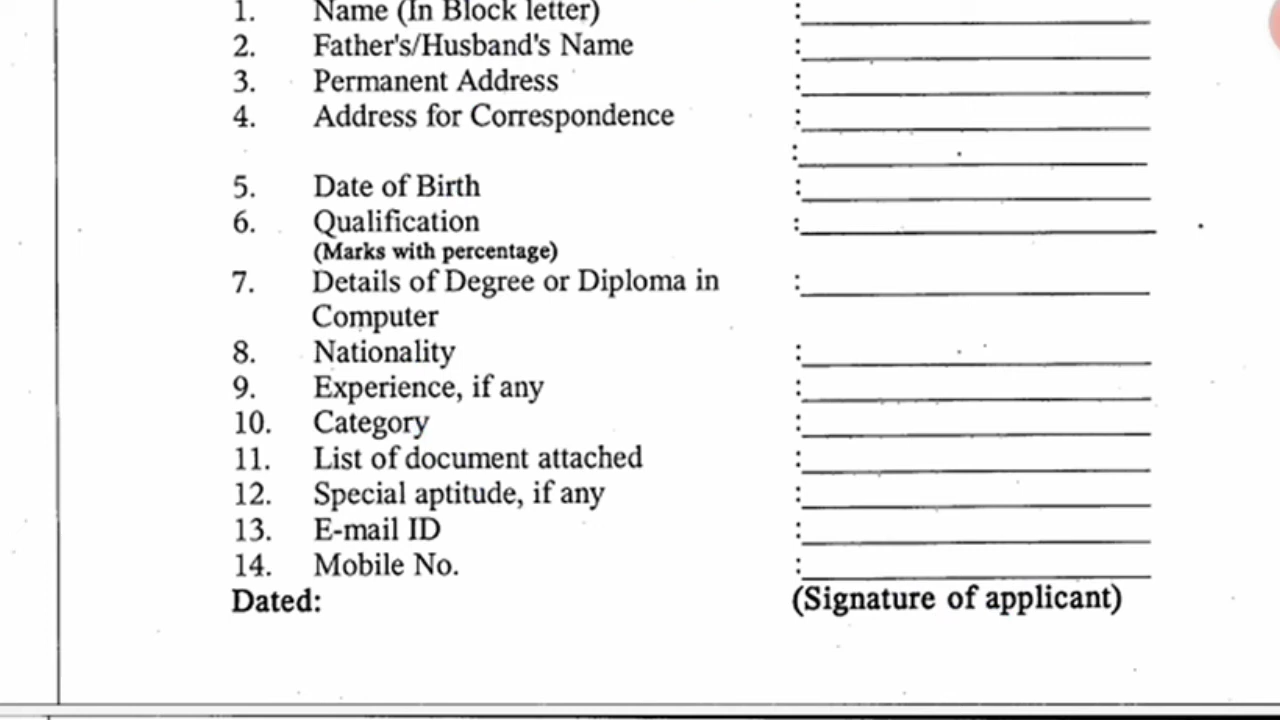 1. Name (In Block letter) :
2. Father's/Husband's Name :
3. Permanent Address :
4. Address for Correspondence :
:
5. Date of Birth :
6. Qualification :
(Marks with percentage)
7. Details of Degree or Diploma in :
Computer
8. Nationality :
9. Experience, if any :
10. Category :
11. List of document attached :
12. Special aptitude, if any :
13. E-mail ID :
14. Mobile No. :
Dated: (Signature of applicant)